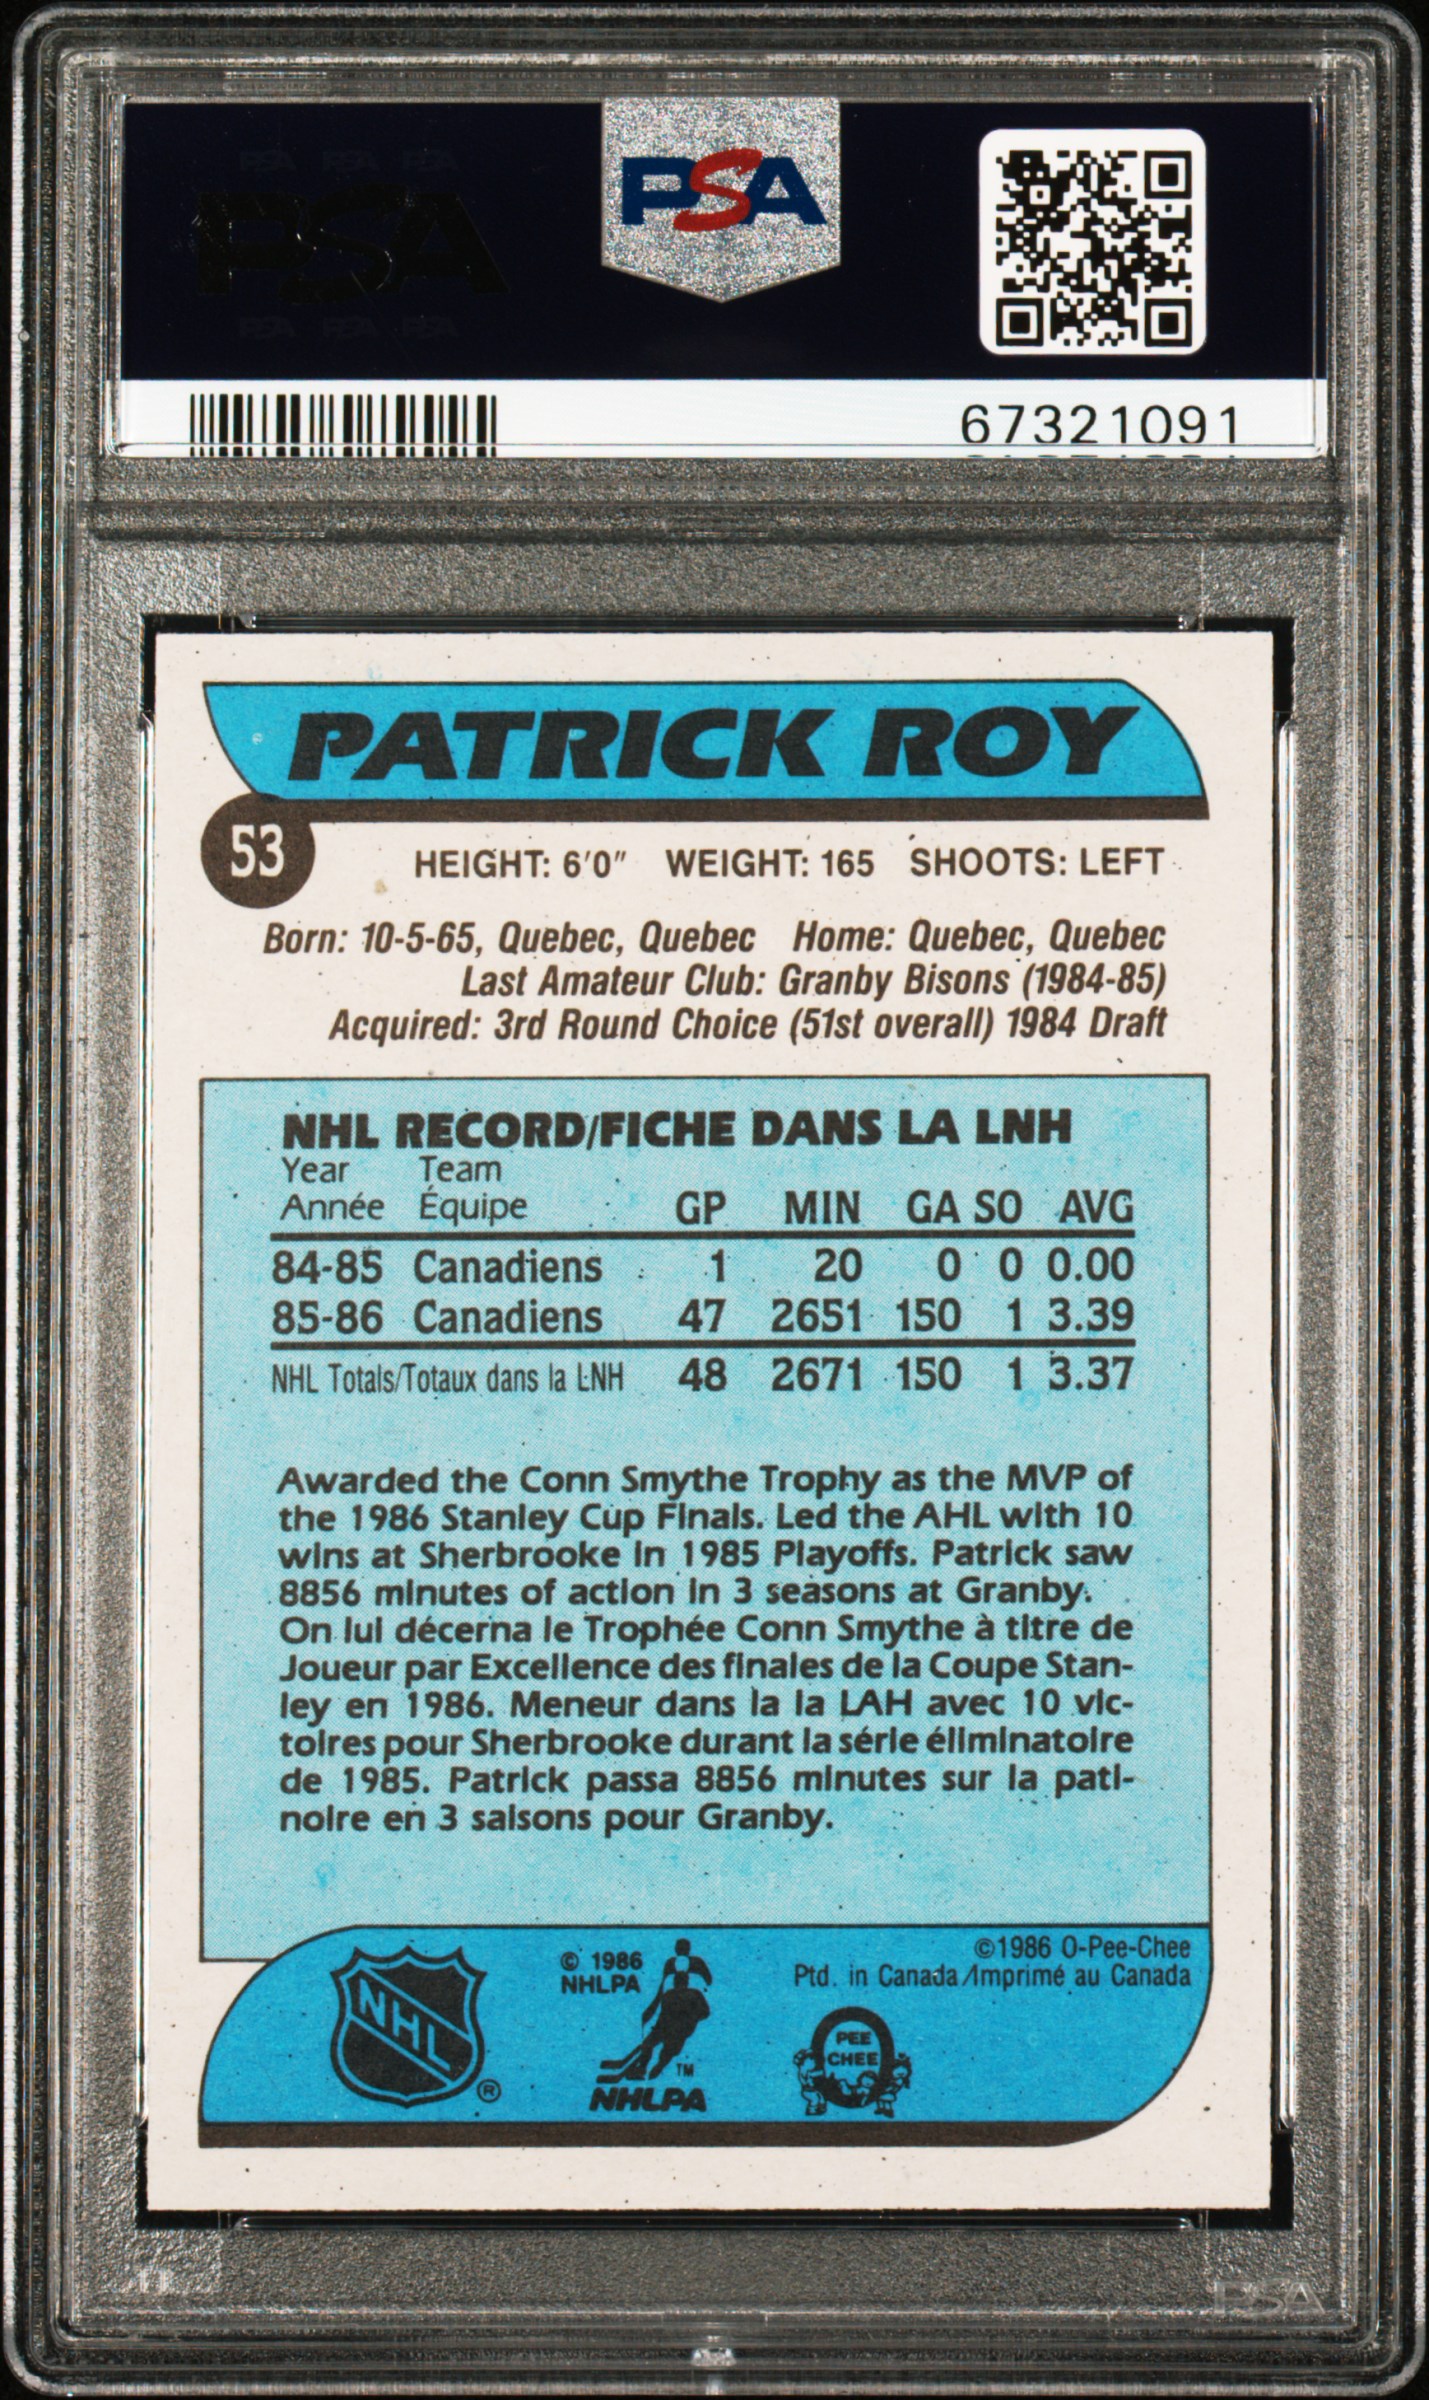 PSA PSA PSA
PSA
PSA PSA PSA
PSA
67321091
PATRICK ROY
53
HEIGHT: 6'0" WEIGHT: 165 SHOOTS: LEFT
Born: 10-5-65, Quebec, Quebec Home: Quebec, Quebec
Last Amateur Club: Granby Bisons (1984-85)
Acquired: 3rd Round Choice (51st overall) 1984 Draft
NHL RECORD/FICHE DANS LA LNH
Year Team
Année Équipe GP MIN GA SO AVG
84-85 Canadiens 1 20 0 0 0.00
85-86 Canadiens 47 2651 150 1 3.39
NHL Totals/Totaux dans la LNH 48 2671 150 1 3.37
Awarded the Conn Smythe Trophy as the MVP of
the 1986 Stanley Cup Finals. Led the AHL with 10
wins at Sherbrooke in 1985 Playoffs. Patrick saw
8856 minutes of action in 3 seasons at Granby.
On lui décerna le Trophée Conn Smythe à titre de
Joueur par Excellence des finales de la Coupe Stan-
ley en 1986. Meneur dans la la LAH avec 10 vic-
toires pour Sherbrooke durant la série éliminatoire
de 1985. Patrick passa 8856 minutes sur la pati-
noire en 3 saisons pour Granby.
NHL
®
© 1986
NHLPA
TM
NHLPA
©1986 O-Pee-Chee
Ptd. in Canada/Imprimé au Canada
PEE
CHEE
PSA